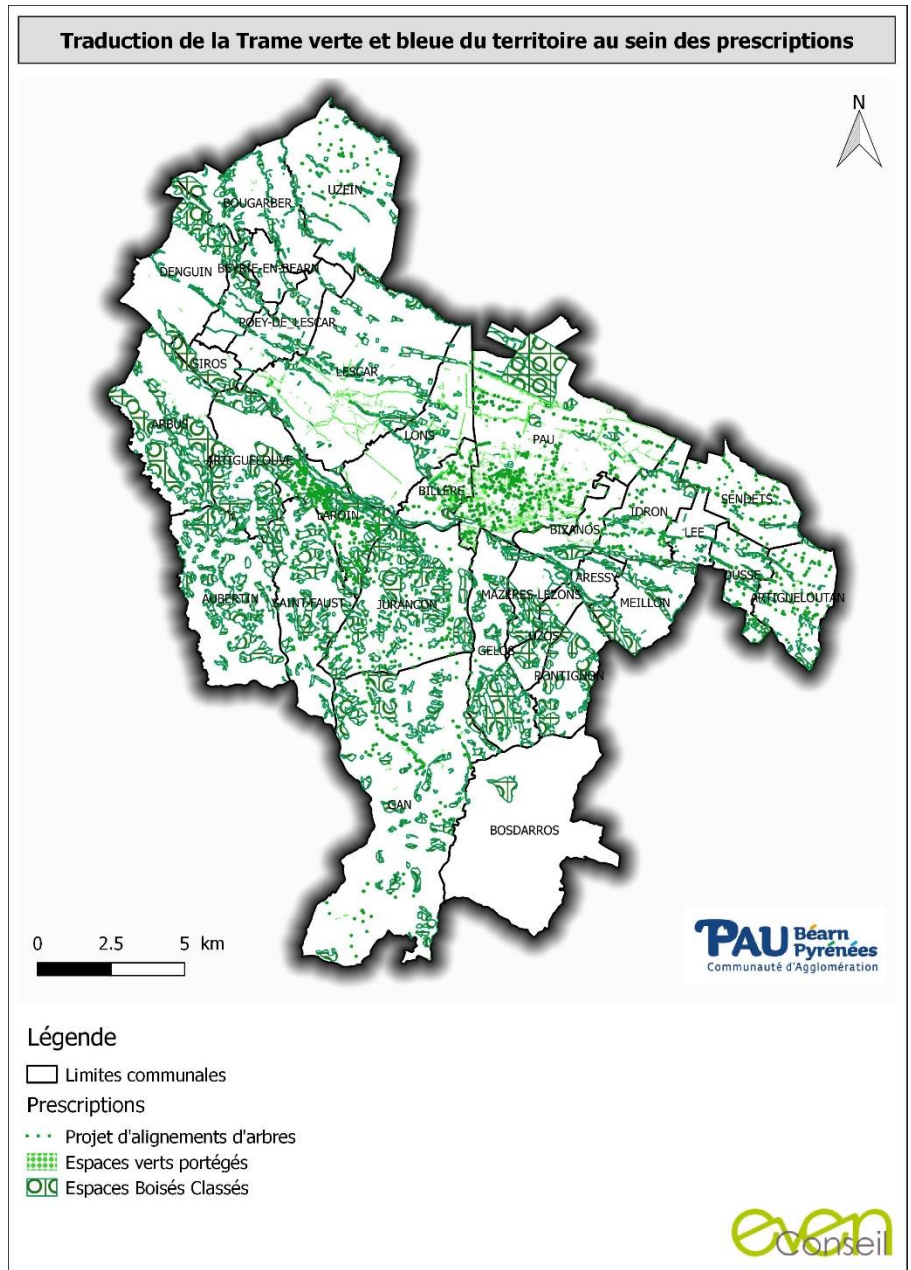 Traduction de la Trame verte et bleue du territoire au sein des prescriptions
N
UZEIN
BOUGARBER
DENGUIN
BEYRIE-EN-BEARN
POEY-DE_LESCAR
GIROS
LESCAR
ARBUS
LONS
PAU
ARTIGUELOUVE
BILLERE
SENDETS
LAROIN
IDRON
BIZANOS
LEE
ARESSY
OUSSE
AUBERTIN
SAINT-FAUST
JURANCON
MAZERES-LEZONS
MEILLON
ARTIGUELOUTAN
UZOS
GELOS
RONTIGNON
GAN
BOSDARROS
0 2.5 5 km
PAU Béarn
Pyrénées
Communauté d'Agglomération
Légende
Limites communales
Prescriptions
Projet d'alignements d'arbres
Espaces verts portégés
Espaces Boisés Classés
even
Conseil